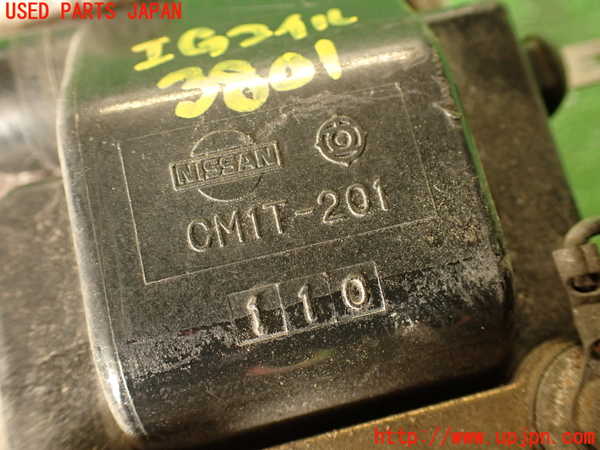 USED PARTS JAPAN
IGコイル
3801
NISSAN
CM1T-201
110
http://www.upjpn.com/